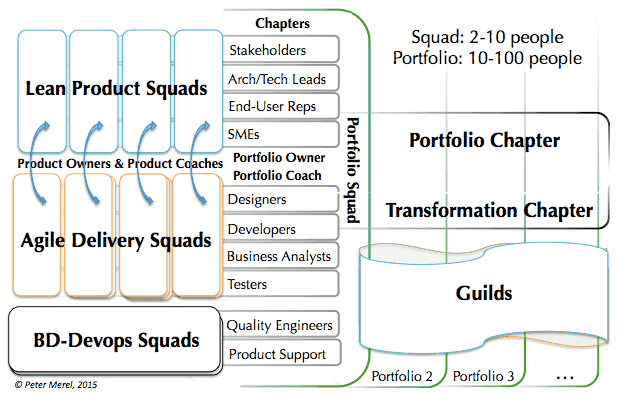 Chapters
Stakeholders
Arch/Tech Leads
End-User Reps
SMEs
Lean Product Squads
Product Owners & Product Coaches
Portfolio Owner
Portfolio Coach
Agile Delivery Squads
Designers
Developers
Business Analysts
Testers
BD-Devops Squads
Quality Engineers
Product Support
© Peter Merel, 2015
Portfolio Squad
Squad: 2-10 people
Portfolio: 10-100 people
Portfolio Chapter
Transformation Chapter
Guilds
Portfolio 2
Portfolio 3
...